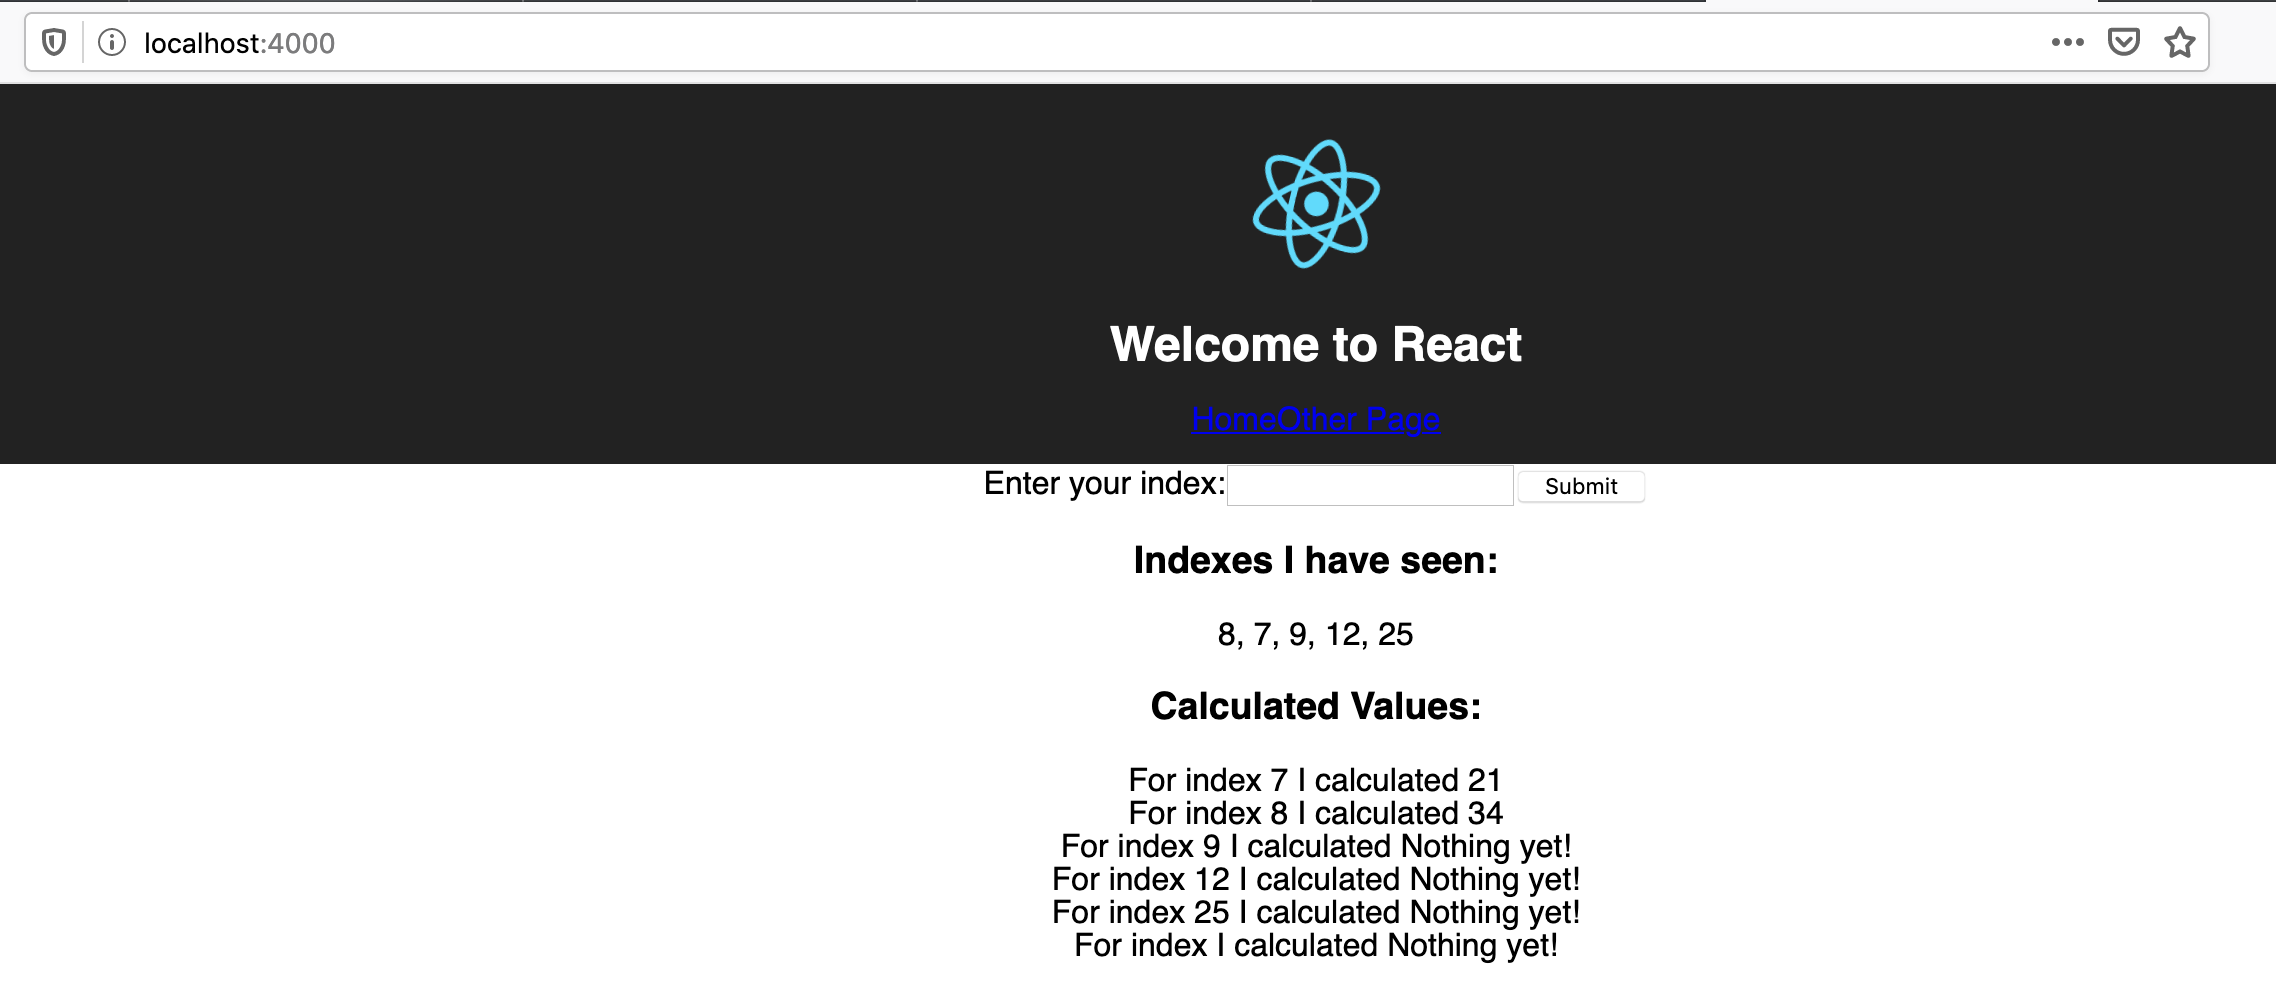 localhost:4000
Welcome to React
HomeOther Page
Enter your index: Submit
Indexes I have seen:
8, 7, 9, 12, 25
Calculated Values:
For index 7 I calculated 21
For index 8 I calculated 34
For index 9 I calculated Nothing yet!
For index 12 I calculated Nothing yet!
For index 25 I calculated Nothing yet!
For index I calculated Nothing yet!